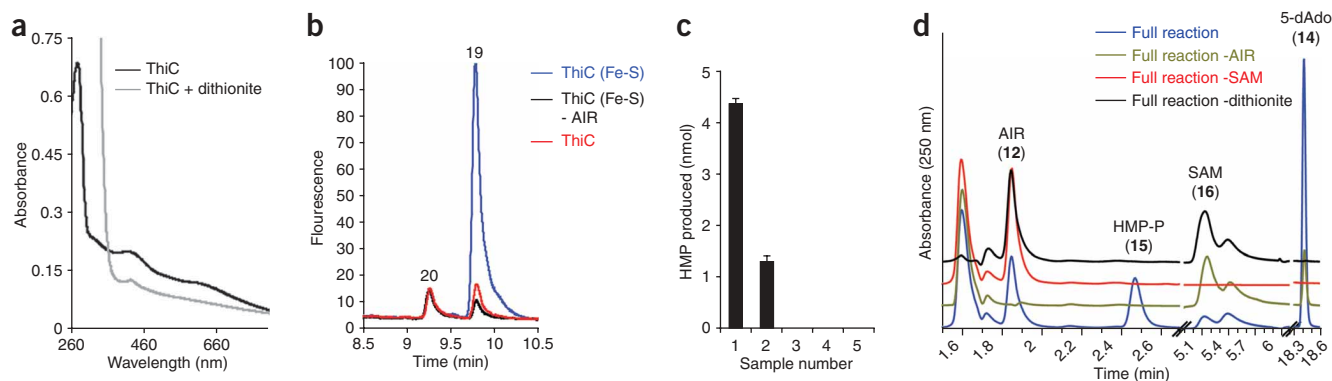 a
0.75
0.6
0.45
0.3
0.15
0
Absorbance
260 460 660
Wavelength (nm)
ThiC
ThiC + dithionite
b
100
90
80
70
60
50
40
30
20
10
0
Flourescence
8.5 9 9.5 10 10.5
Time (min)
20
19
ThiC (Fe-S)
ThiC (Fe-S)
- AIR
ThiC
c
5
4
3
2
1
0
HMP produced (nmol)
1 2 3 4 5
Sample number
d
Absorbance (250 nm)
Full reaction
Full reaction -AIR
Full reaction -SAM
Full reaction -dithionite
5-dAdo
(14)
AIR
(12)
HMP-P
(15)
SAM
(16)
1.6 1.8 2 2.2 2.4 2.6 5.1 5.4 5.7 6 18.3 18.6
Time (min)